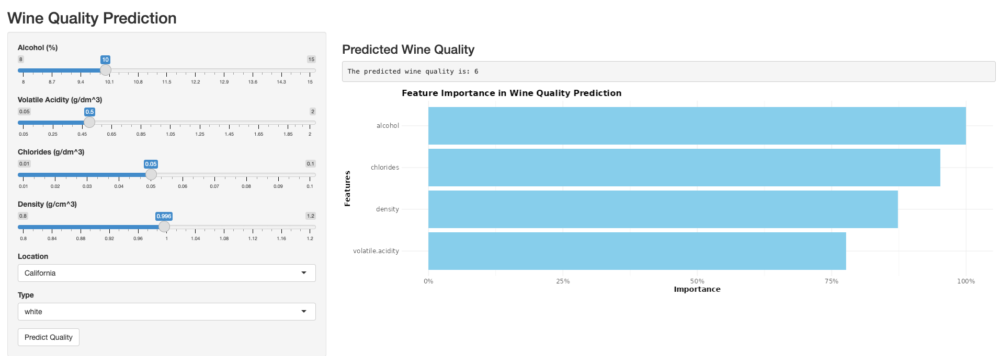 Wine Quality Prediction
Alcohol (%)
8 10 15
8 8.7 9.4 10.1 10.8 11.5 12.2 12.9 13.6 14.3 15
Volatile Acidity (g/dm^3)
0.05 0.5 2
0.05 0.25 0.45 0.65 0.85 1.05 1.25 1.45 1.65 1.85 2
Chlorides (g/dm^3)
0.01 0.05 0.1
0.01 0.02 0.03 0.04 0.05 0.06 0.07 0.08 0.09 0.1
Density (g/cm^3)
0.8 0.996 1.2
0.8 0.84 0.88 0.92 0.96 1 1.04 1.08 1.12 1.16 1.2
Location
California
Type
white
Predict Quality
Predicted Wine Quality
The predicted wine quality is: 6
Feature Importance in Wine Quality Prediction
Features
alcohol
chlorides
density
volatile.acidity
0% 25% 50% 75% 100%
Importance